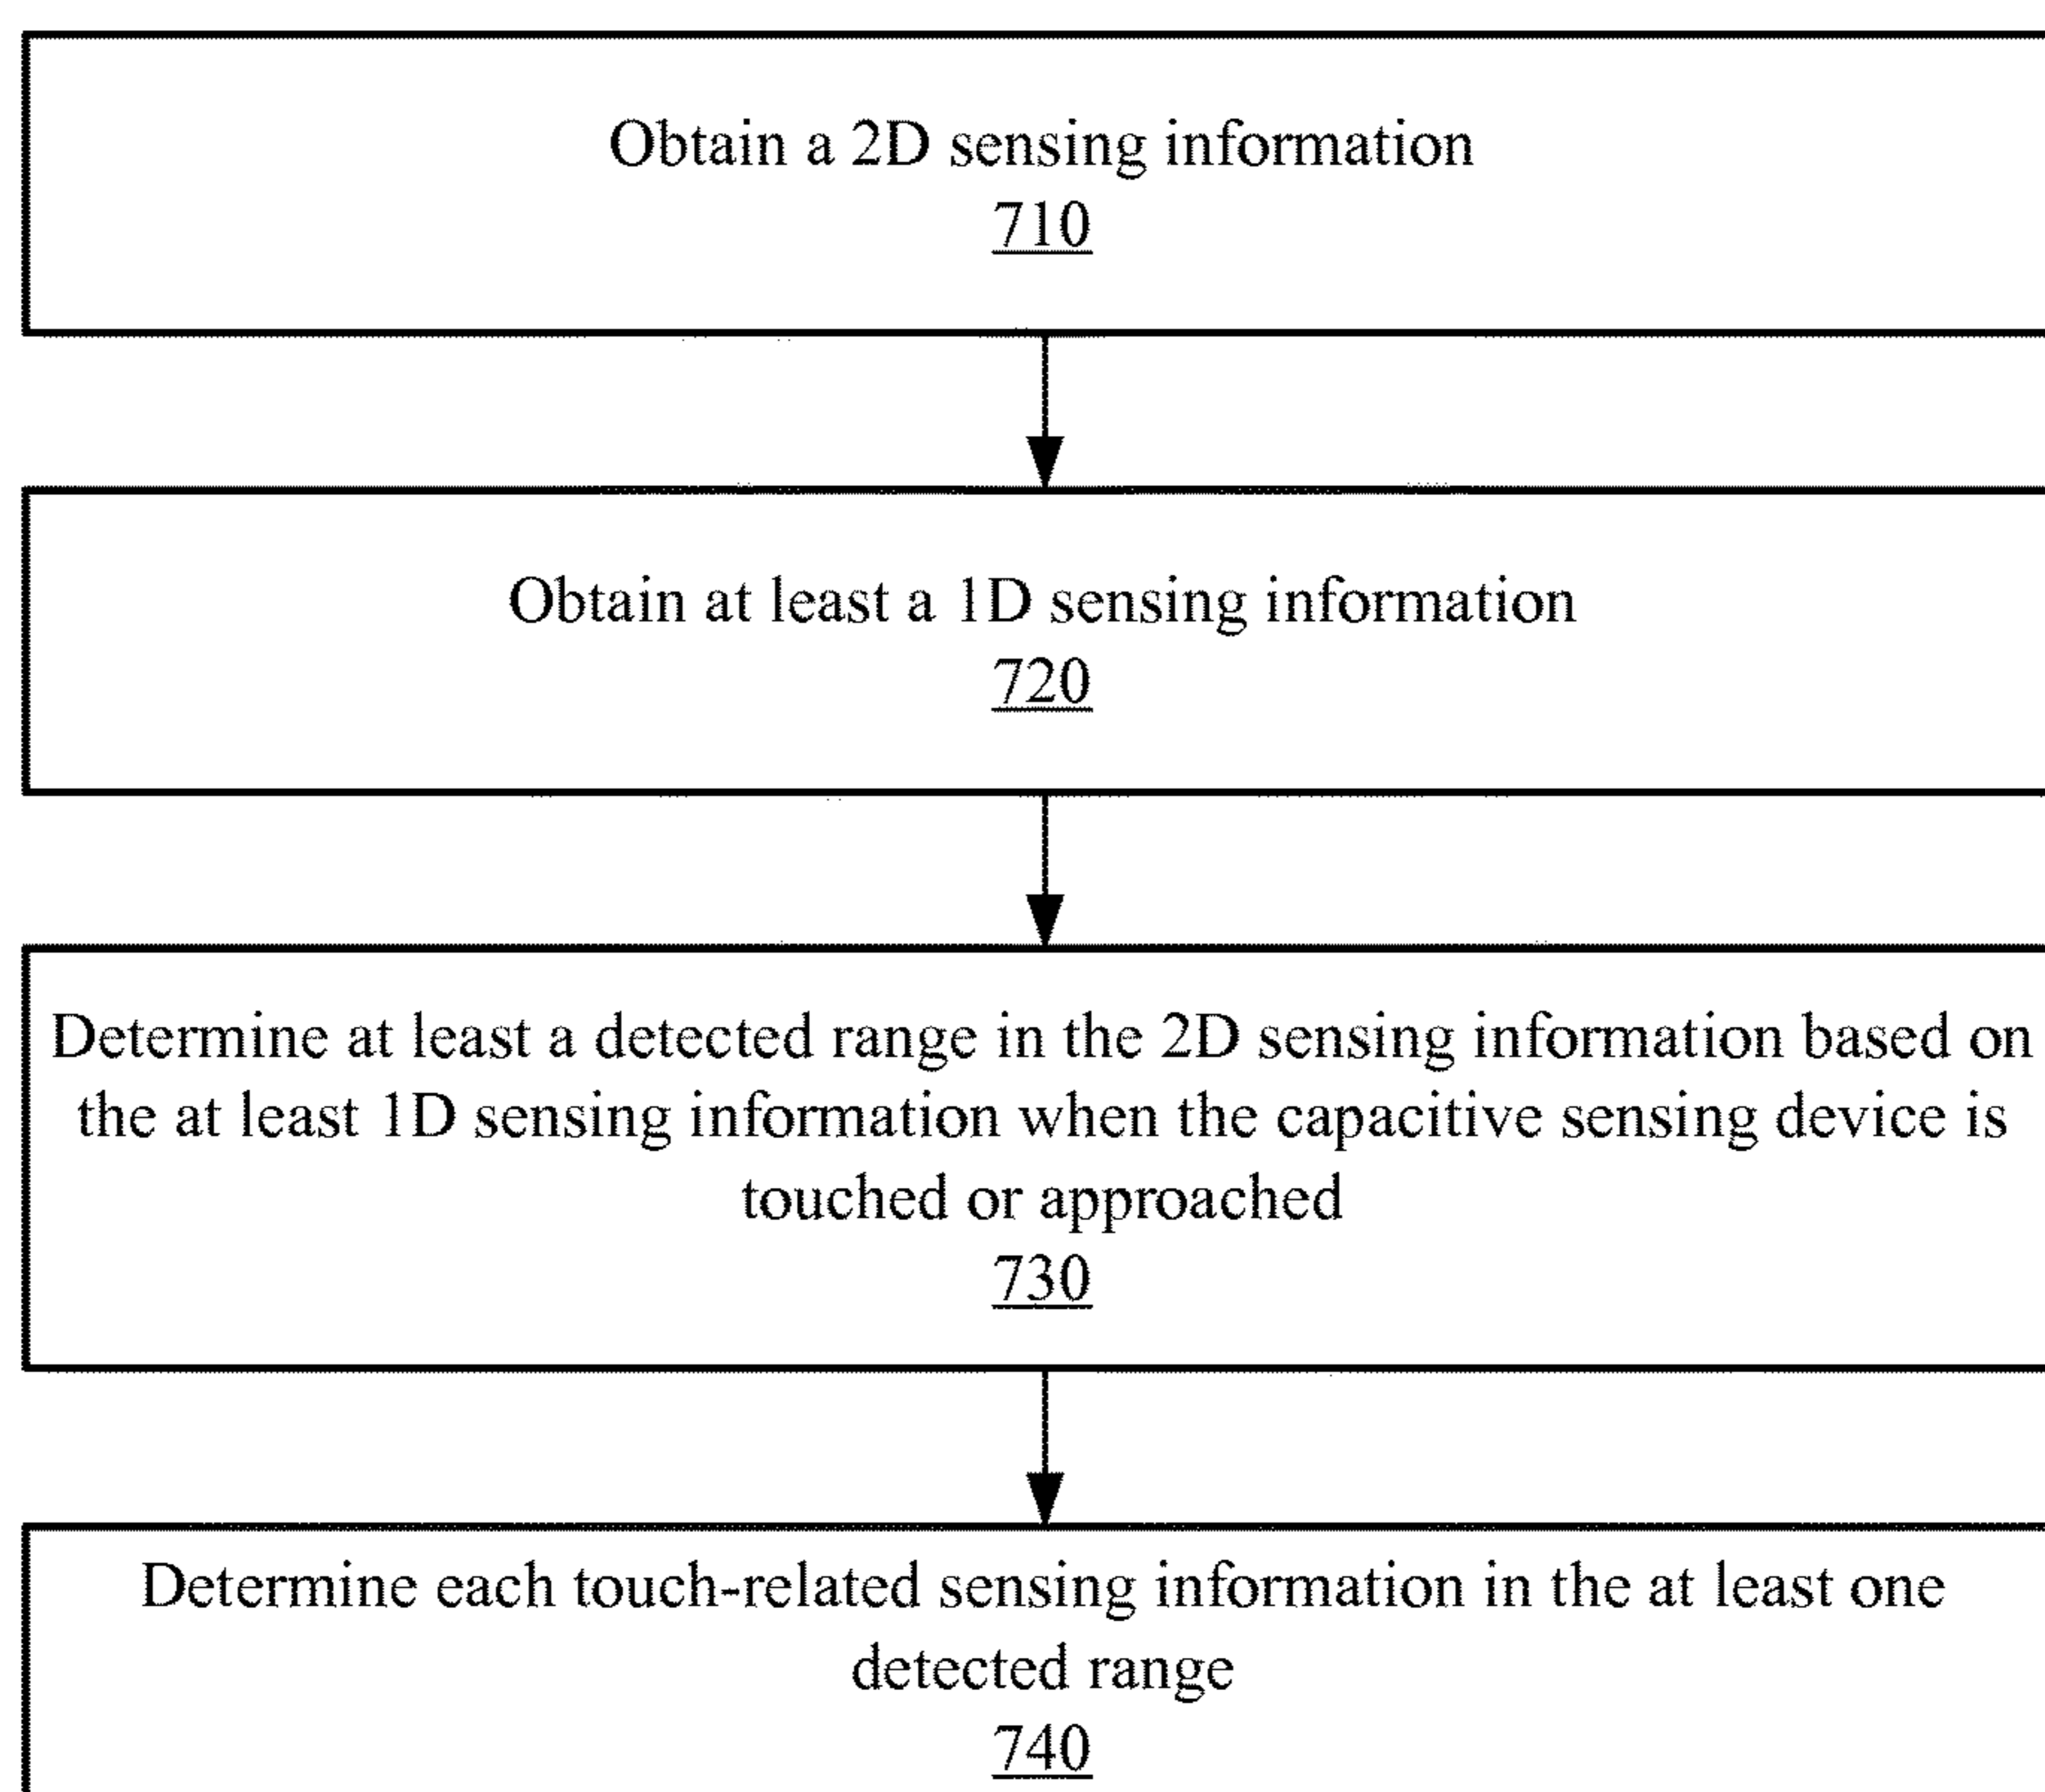 Obtain a 2D sensing information
710
Obtain at least a 1D sensing information
720
Determine at least a detected range in the 2D sensing information based on
the at least 1D sensing information when the capacitive sensing device is
touched or approached
730
Determine each touch-related sensing information in the at least one
detected range
740